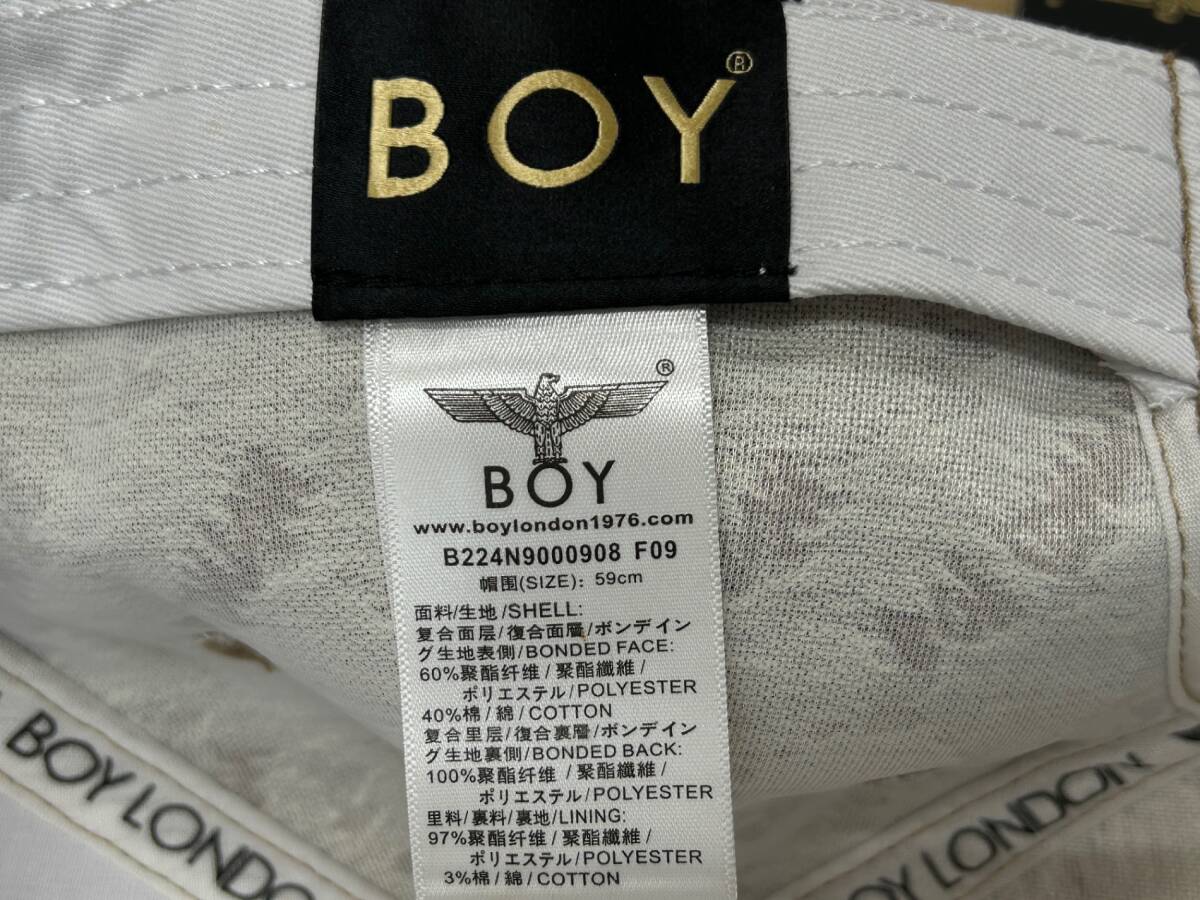 BOY®
®
BOY
www.boylondon1976.com
B224N9000908 F09
帽围(SIZE): 59cm
面料/生地/SHELL:
复合面层/復合面層/ボンデイン
グ生地表側/BONDED FACE:
60%聚酯纤维/聚酯纖維/
ポリエステル/POLYESTER
40%棉/綿/COTTON
复合里层/復合裏層/ボンデイン
グ生地裏側/BONDED BACK:
100%聚酯纤维/聚酯纖維/
ポリエステル/POLYESTER
里料/裏料/裏地/LINING:
97%聚酯纤维/聚酯纖維/
ポリエステル/POLYESTER
3%棉/綿/COTTON
BOY LONDON
BOY LONDON